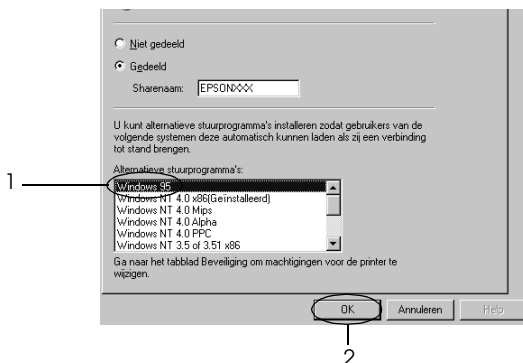 Niet gedeeld
Gedeeld
Sharenaam: EPSONXXX
U kunt alternatieve stuurprogramma's installeren zodat gebruikers van de
volgende systemen deze automatisch kunnen laden als zij een verbinding
tot stand brengen.
Alternatieve stuurprogramma's:
1
Windows 95
Windows NT 4.0 x86(Geïnstalleerd)
Windows NT 4.0 Mips
Windows NT 4.0 Alpha
Windows NT 4.0 PPC
Windows NT 3.5 of 3.51 x86
Ga naar het tabblad Beveiliging om machtigingen voor de printer te
wijzigen.
OK Annuleren Help
2